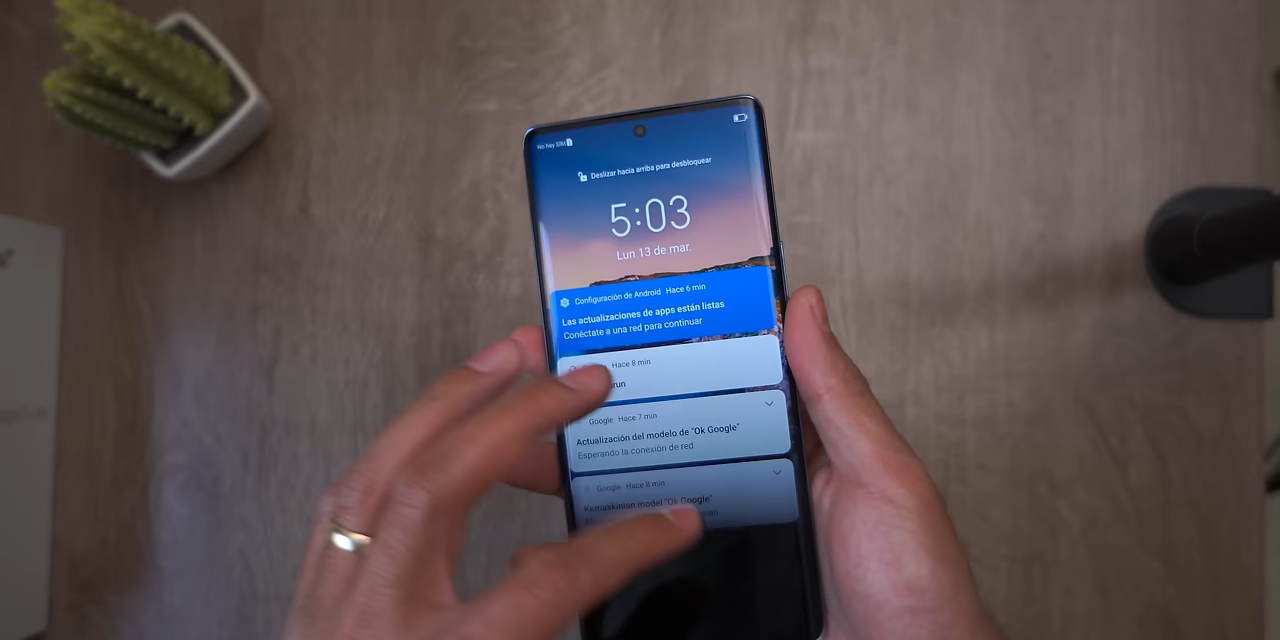 No hay SIM
Deslizar hacia arriba para desbloquear
5:03
Lun 13 de mar.
Configuración de Android Hace 6 min
Las actualizaciones de apps están listas
Conéctate a una red para continuar
Hace 8 min
Google Hace 7 min
Actualización del modelo de "Ok Google"
Esperando la conexión de red
Google Hace 8 min
Kemaskinian model "Ok Google"